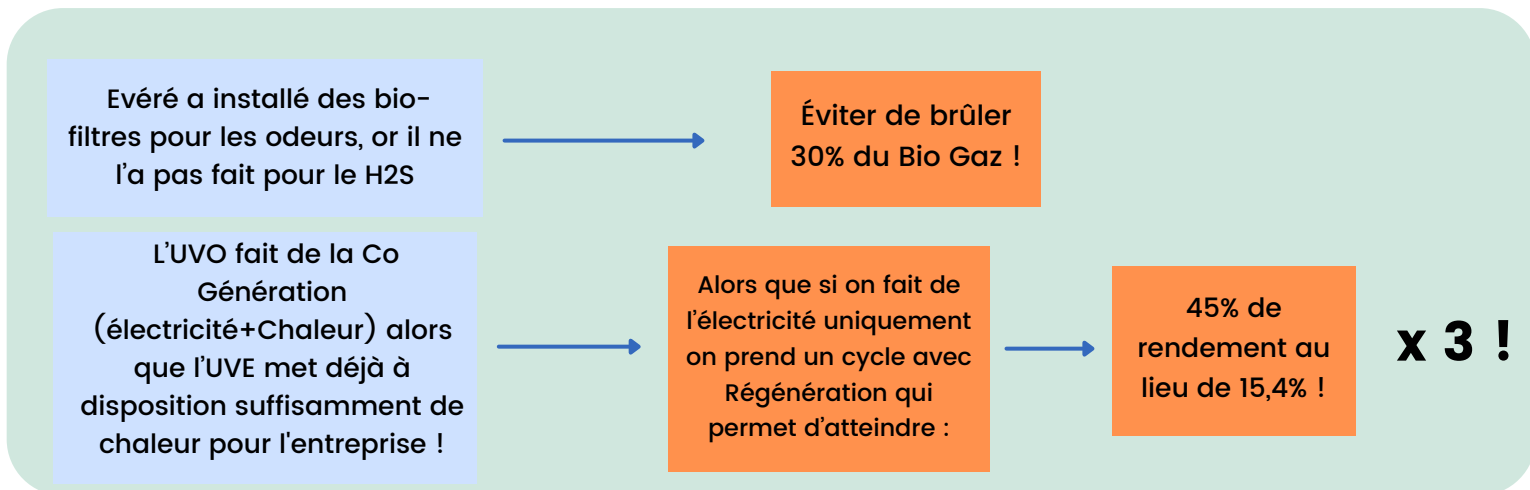 Evéré a installé des bio-
filtres pour les odeurs, or il ne
l'a pas fait pour le H2S
Éviter de brûler
30% du Bio Gaz !
L'UVO fait de la Co
Génération
(électricité+Chaleur) alors
que l'UVE met déjà à
disposition suffisamment de
chaleur pour l'entreprise !
Alors que si on fait de
l'électricité uniquement
on prend un cycle avec
Régénération qui
permet d'atteindre :
45% de
rendement au
lieu de 15,4% !
x 3 !